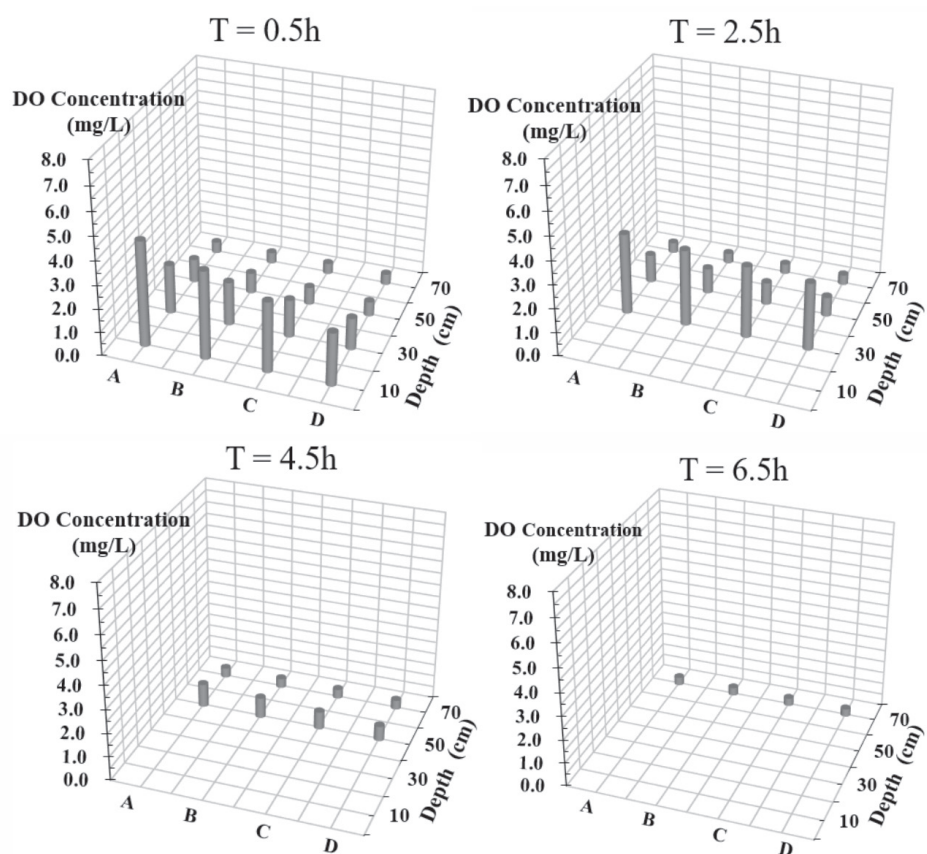 T = 0.5h
DO Concentration
(mg/L)
8.0
7.0
6.0
5.0
4.0
3.0
2.0
1.0
0.0
A
B
C
D
10
30
50
70
Depth (cm)
T = 2.5h
DO Concentration
(mg/L)
8.0
7.0
6.0
5.0
4.0
3.0
2.0
1.0
0.0
A
B
C
D
10
30
50
70
Depth (cm)
T = 4.5h
DO Concentration
(mg/L)
8.0
7.0
6.0
5.0
4.0
3.0
2.0
1.0
0.0
A
B
C
D
10
30
50
70
Depth (cm)
T = 6.5h
DO Concentration
(mg/L)
8.0
7.0
6.0
5.0
4.0
3.0
2.0
1.0
0.0
A
B
C
D
10
30
50
70
Depth (cm)